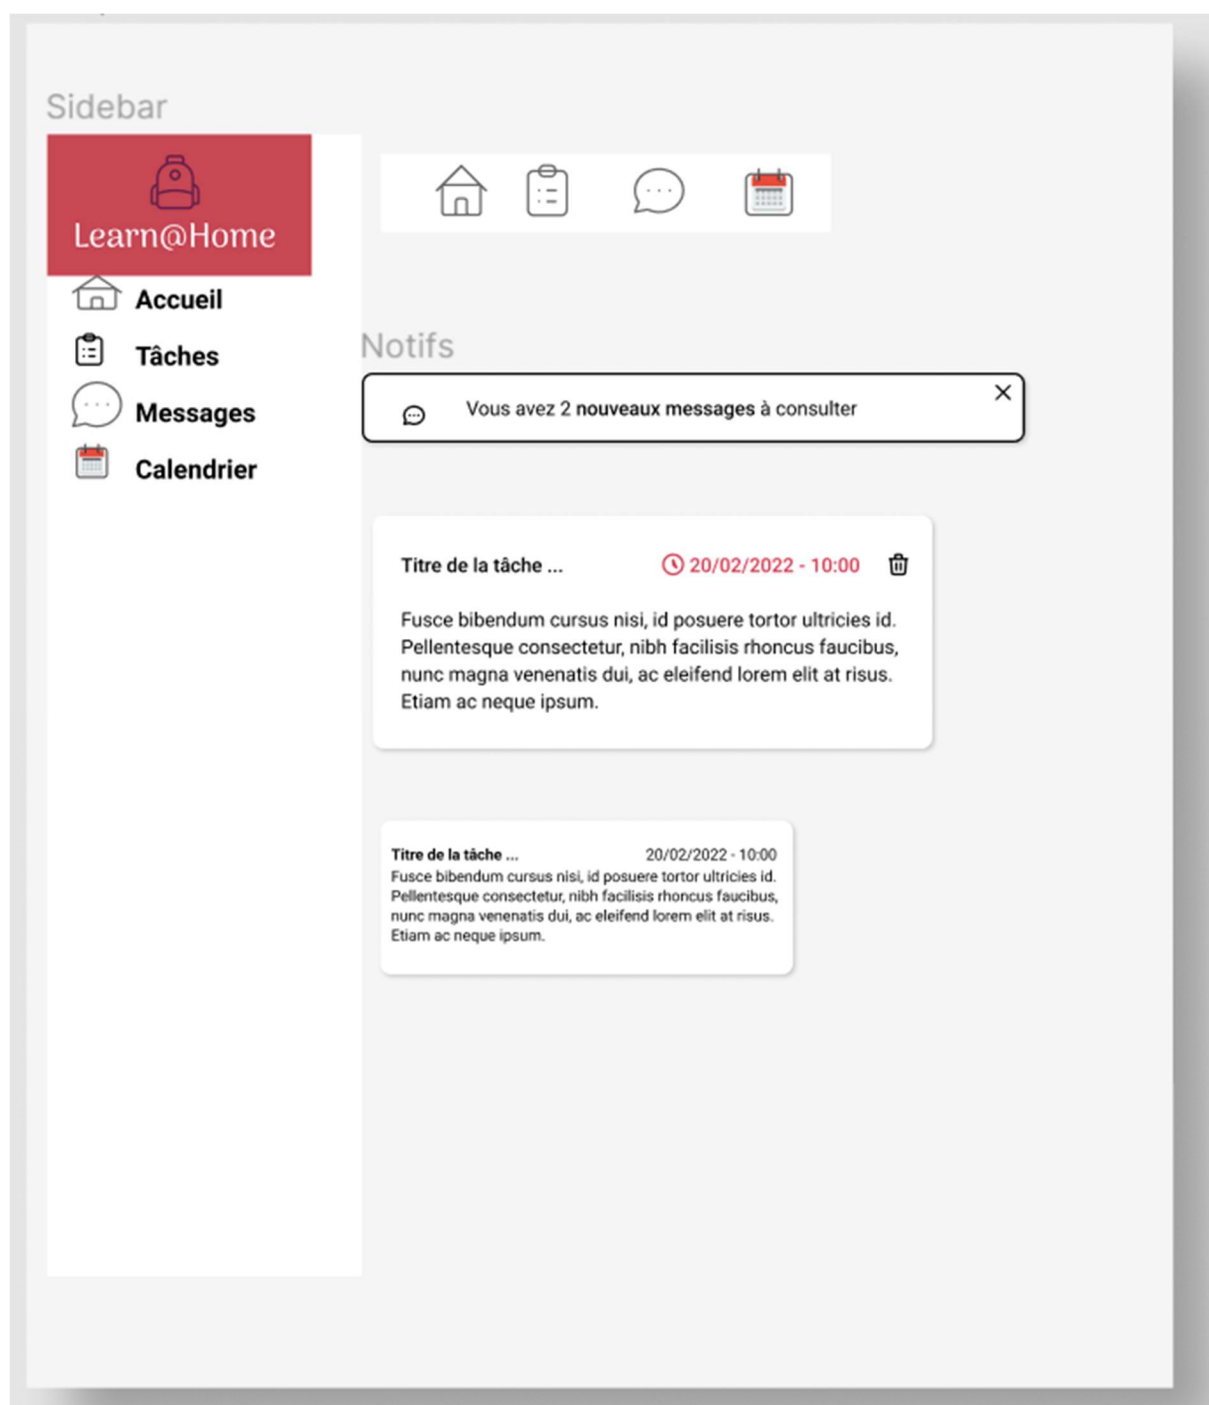 Sidebar
Learn@Home
Accueil
Tâches
Messages
Calendrier
Notifs
Vous avez 2 nouveaux messages à consulter
Titre de la tâche ...
20/02/2022 - 10:00
Fusce bibendum cursus nisi, id posuere tortor ultricies id.
Pellentesque consectetur, nibh facilisis rhoncus faucibus,
nunc magna venenatis dui, ac eleifend lorem elit at risus.
Etiam ac neque ipsum.
Titre de la tâche ...
20/02/2022 - 10:00
Fusce bibendum cursus nisi, id posuere tortor ultricies id.
Pellentesque consectetur, nibh facilisis rhoncus faucibus,
nunc magna venenatis dui, ac eleifend lorem elit at risus.
Etiam ac neque ipsum.